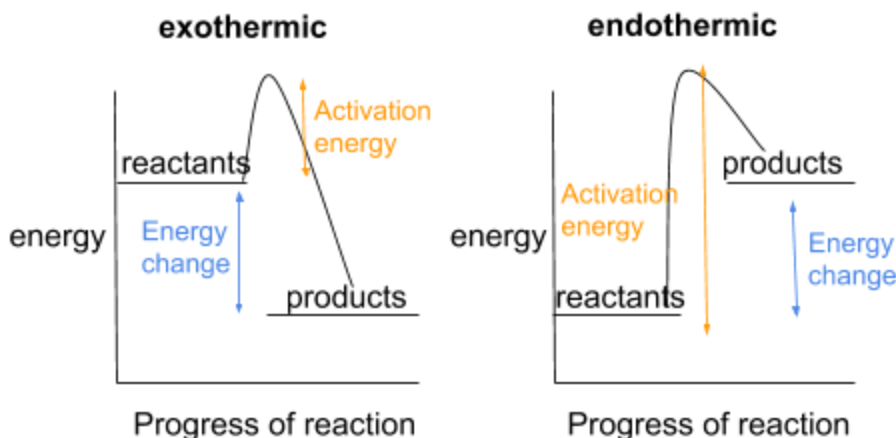 exothermic
Activation
energy
reactants
energy
Energy
change
products
Progress of reaction
endothermic
products
Activation
energy
energy
Energy
change
reactants
Progress of reaction